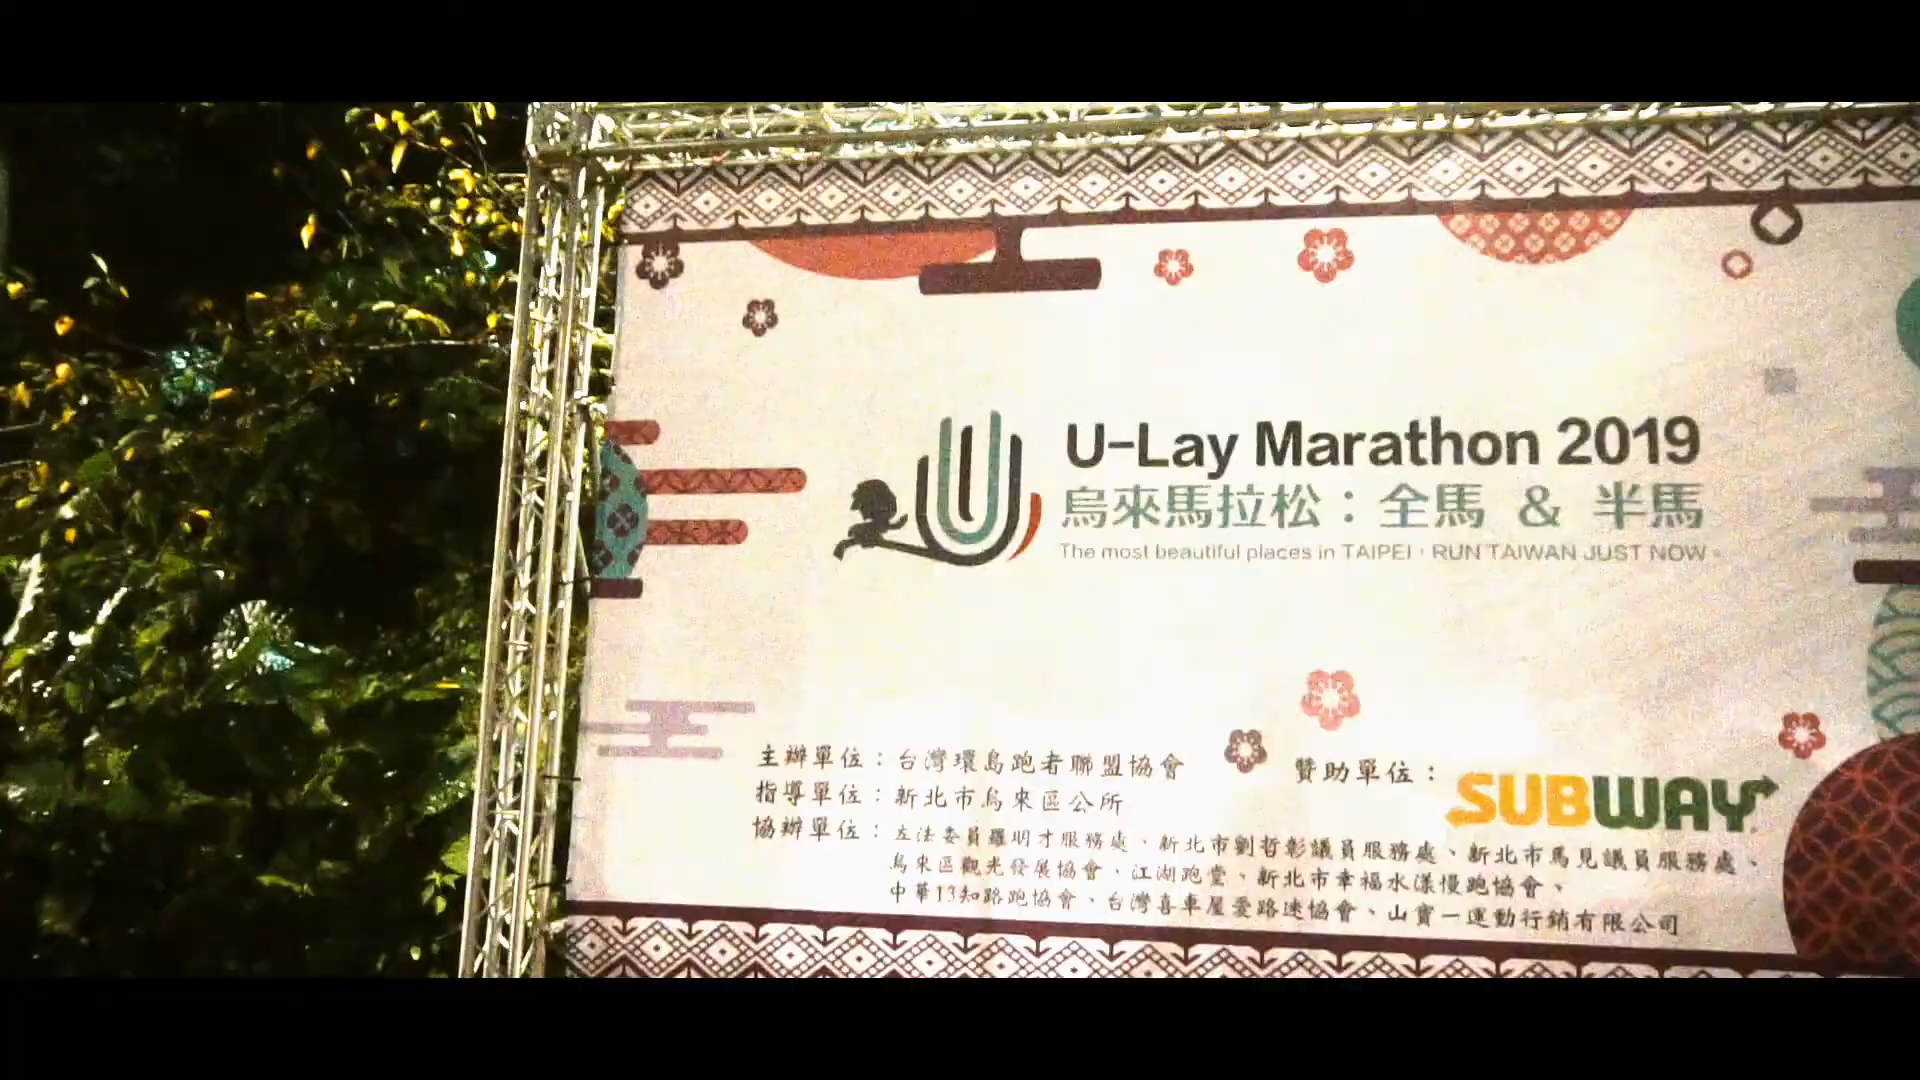 U-Lay Marathon 2019
烏來馬拉松：全馬 & 半馬
The most beautiful places in TAIPEI，RUN TAIWAN JUST NOW。
主辦單位：台灣環島跑者聯盟協會
指導單位：新北市烏來區公所
協辦單位：立法委員羅明才服務處、新北市劉哲彰議員服務處、新北市馬見議員服務處、
烏來區觀光發展協會、江湖跑堂、新北市幸福水漾慢跑協會、
中華13知路跑協會、台灣喜車屋愛路迷協會、山寶一運動行銷有限公司
贊助單位：
SUBWAY